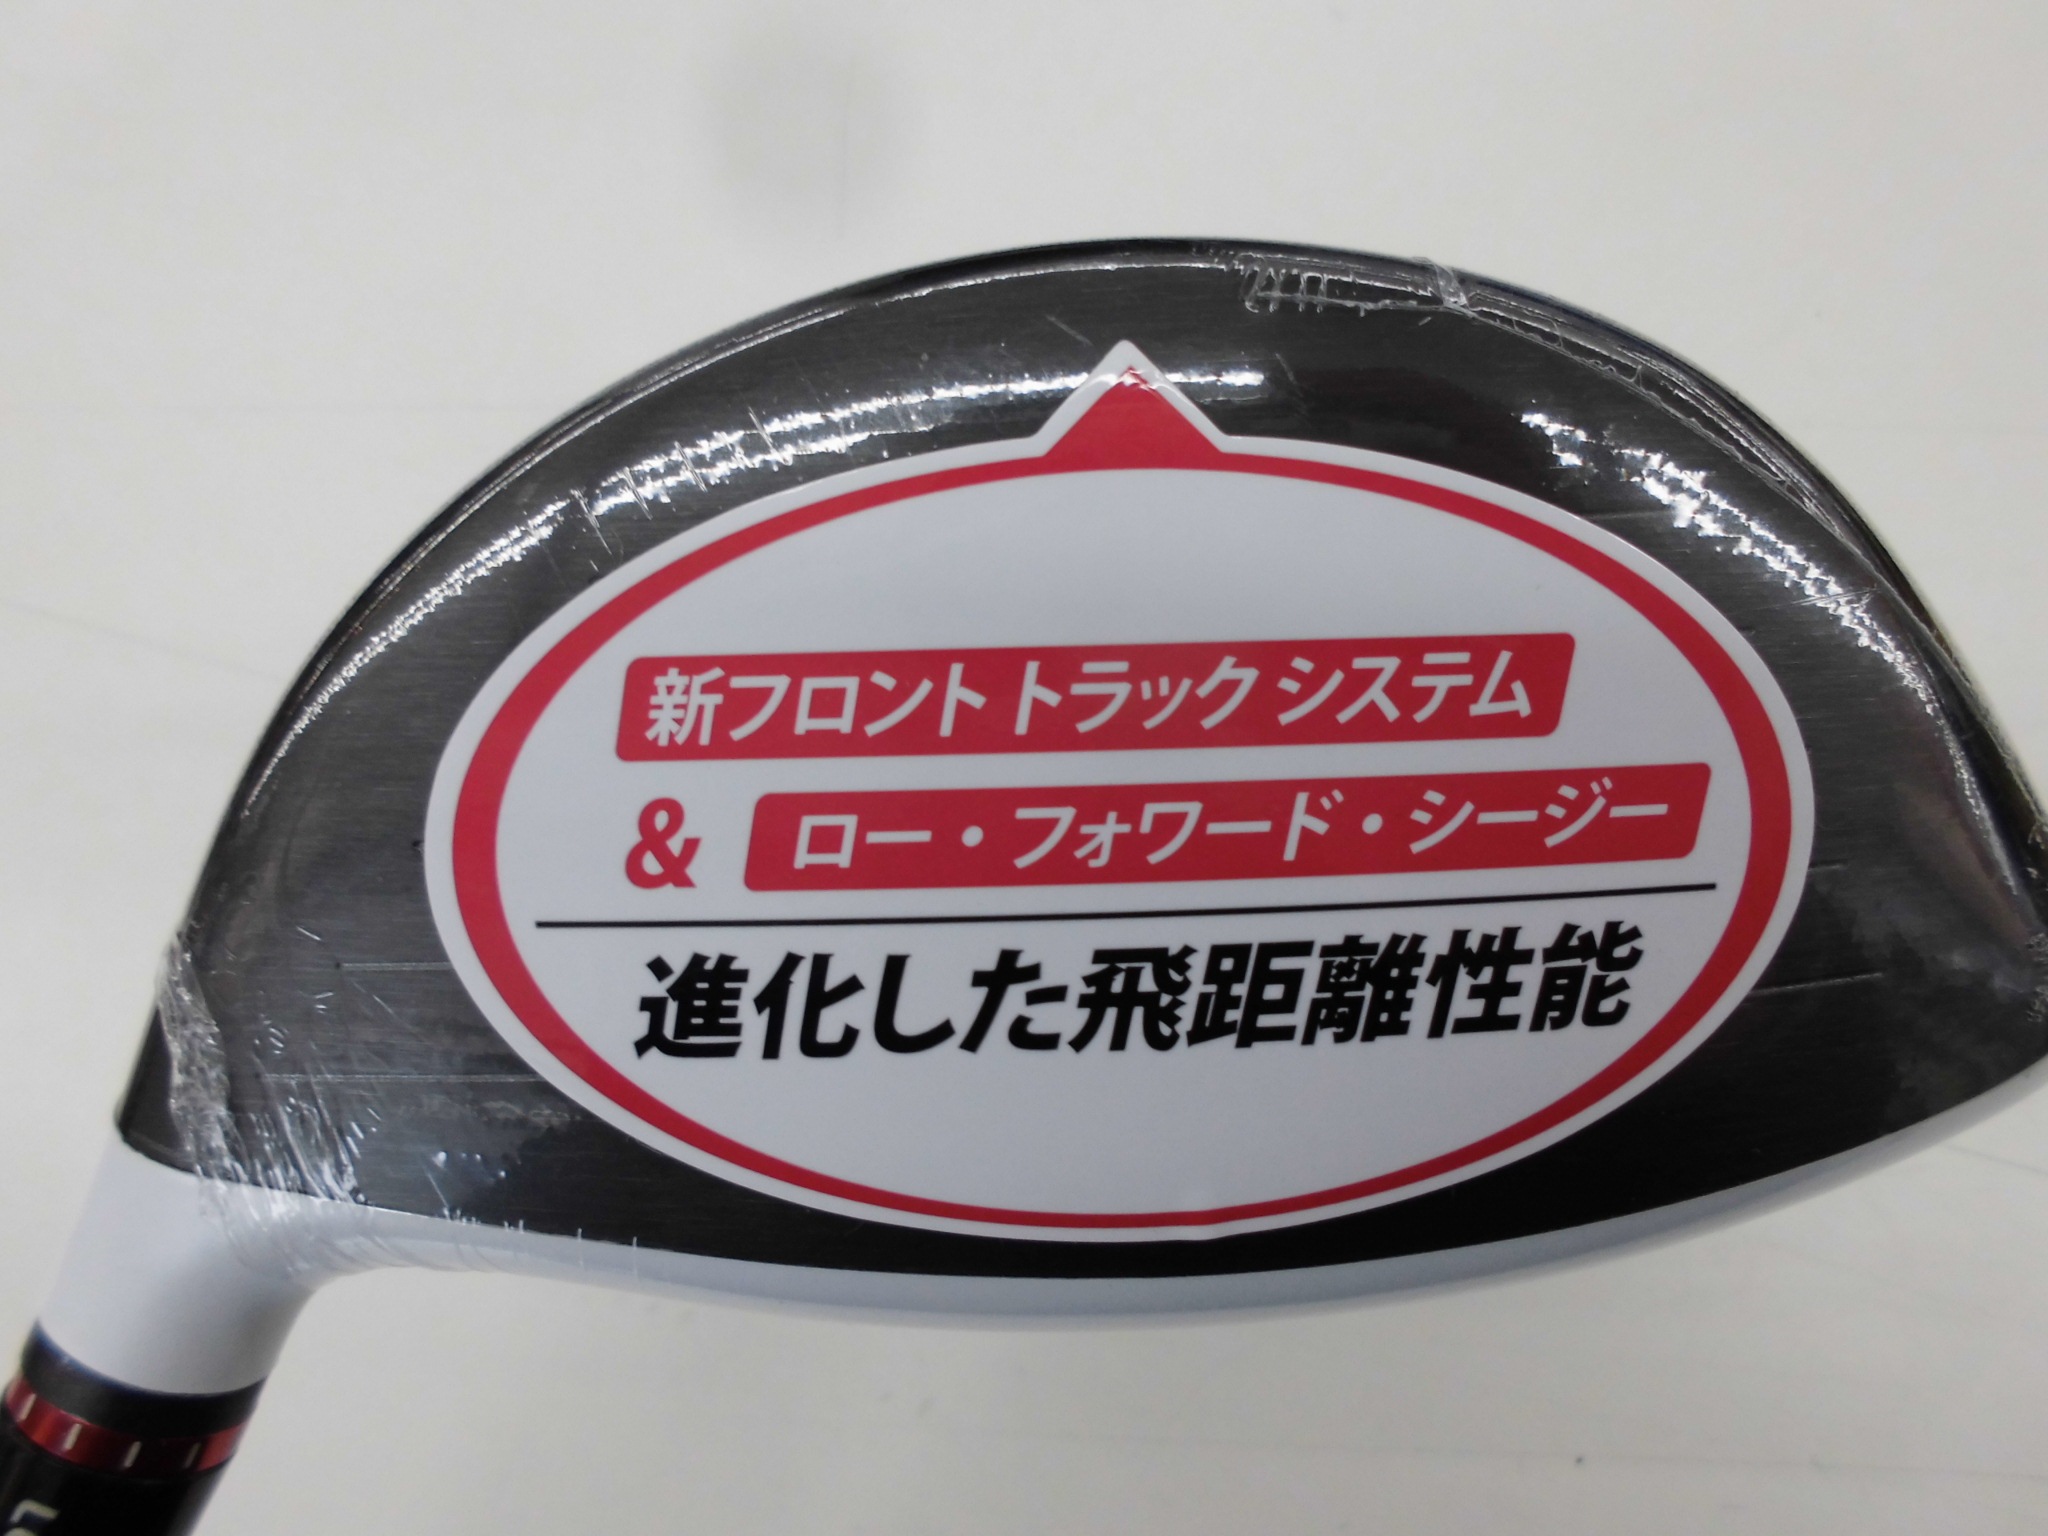 新フロントトラックシステム
& ロー・フォワード・シージー
進化した飛距離性能